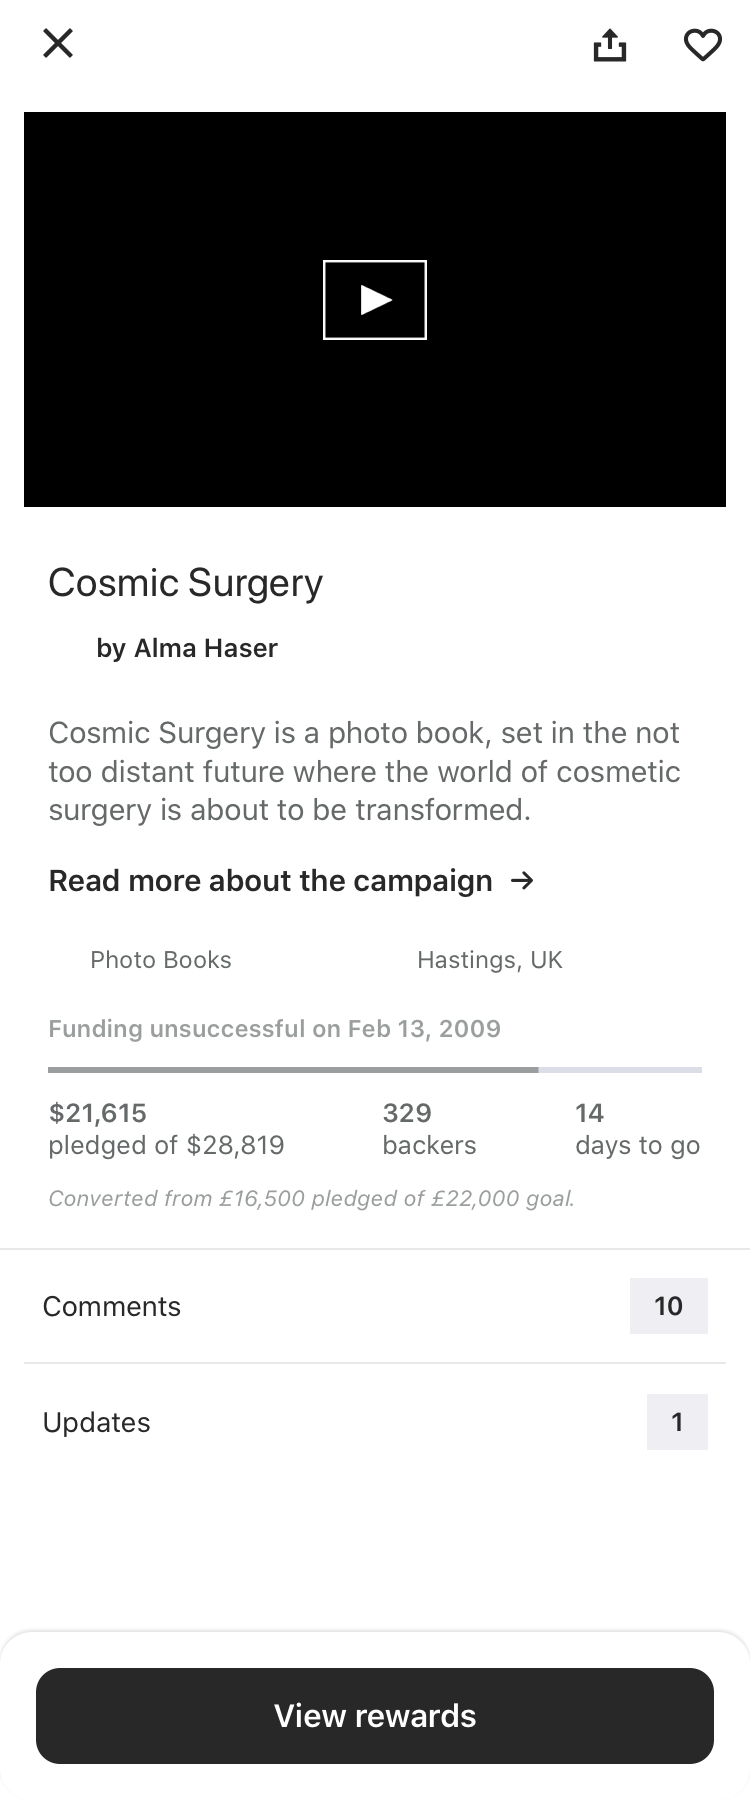 Cosmic Surgery
by Alma Haser
Cosmic Surgery is a photo book, set in the not
too distant future where the world of cosmetic
surgery is about to be transformed.
Read more about the campaign →
Photo Books
Hastings, UK
Funding unsuccessful on Feb 13, 2009
$21,615
pledged of $28,819
329
backers
14
days to go
Converted from £16,500 pledged of £22,000 goal.
Comments
10
Updates
1
View rewards